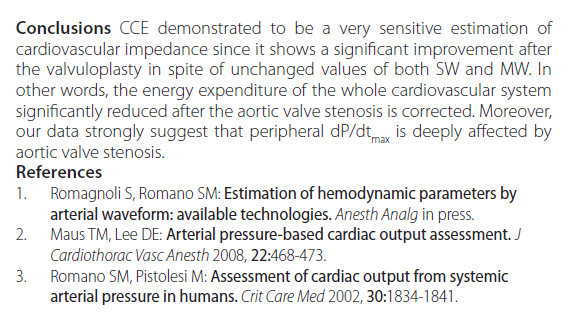 Conclusions CCE demonstrated to be a very sensitive estimation of
cardiovascular impedance since it shows a significant improvement after
the valvuloplasty in spite of unchanged values of both SW and MW. In
other words, the energy expenditure of the whole cardiovascular system
significantly reduced after the aortic valve stenosis is corrected. Moreover,
our data strongly suggest that peripheral dP/dtmax is deeply affected by
aortic valve stenosis.
References
1. Romagnoli S, Romano SM: Estimation of hemodynamic parameters by
arterial waveform: available technologies. Anesth Analg in press.
2. Maus TM, Lee DE: Arterial pressure-based cardiac output assessment. J
Cardiothorac Vasc Anesth 2008, 22:468-473.
3. Romano SM, Pistolesi M: Assessment of cardiac output from systemic
arterial pressure in humans. Crit Care Med 2002, 30:1834-1841.